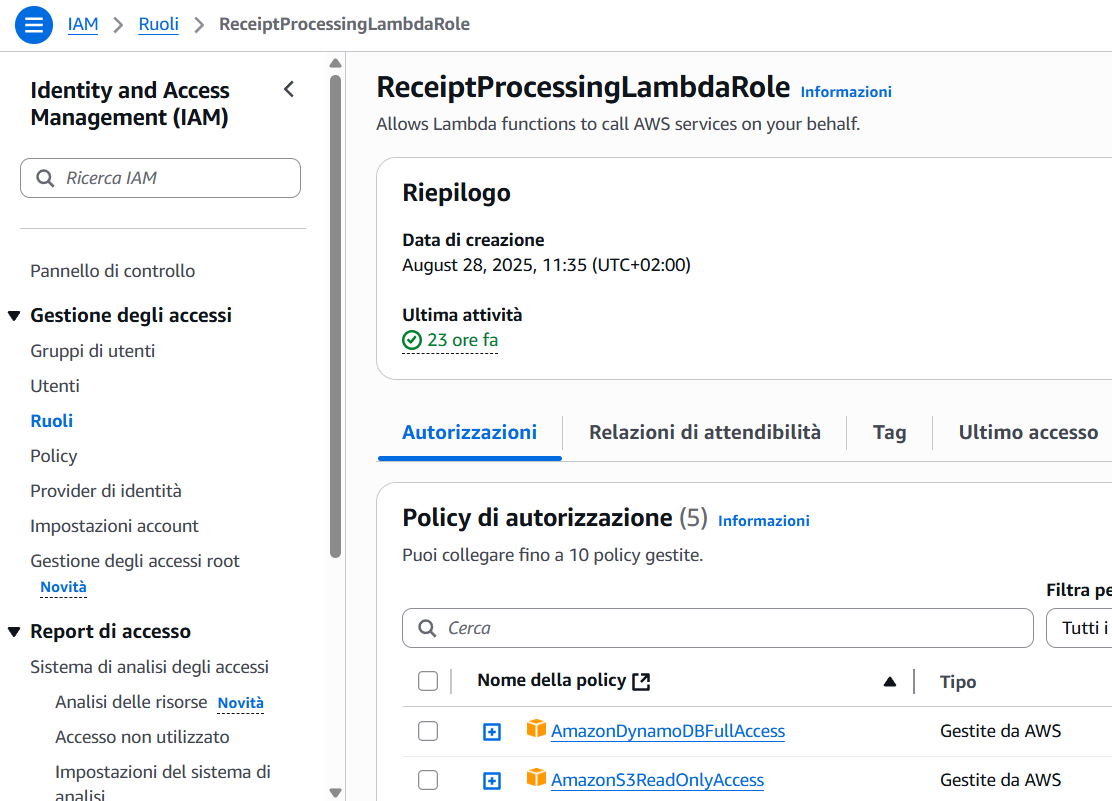 IAM > Ruoli > ReceiptProcessingLambdaRole
Identity and Access
Management (IAM)
Ricerca IAM
Pannello di controllo
Gestione degli accessi
Gruppi di utenti
Utenti
Ruoli
Policy
Provider di identità
Impostazioni account
Gestione degli accessi root
Novità
Report di accesso
Sistema di analisi degli accessi
Analisi delle risorse Novità
Accesso non utilizzato
Impostazioni del sistema di
analisi
ReceiptProcessingLambdaRole Informazioni
Allows Lambda functions to call AWS services on your behalf.
Riepilogo
Data di creazione
August 28, 2025, 11:35 (UTC+02:00)
Ultima attività
23 ore fa
Autorizzazioni
Relazioni di attendibilità
Tag
Ultimo accesso
Policy di autorizzazione (5) Informazioni
Puoi collegare fino a 10 policy gestite.
Filtra pe
Cerca
Tutti i
Nome della policy
Tipo
AmazonDynamoDBFullAccess
Gestite da AWS
AmazonS3ReadOnlyAccess
Gestite da AWS